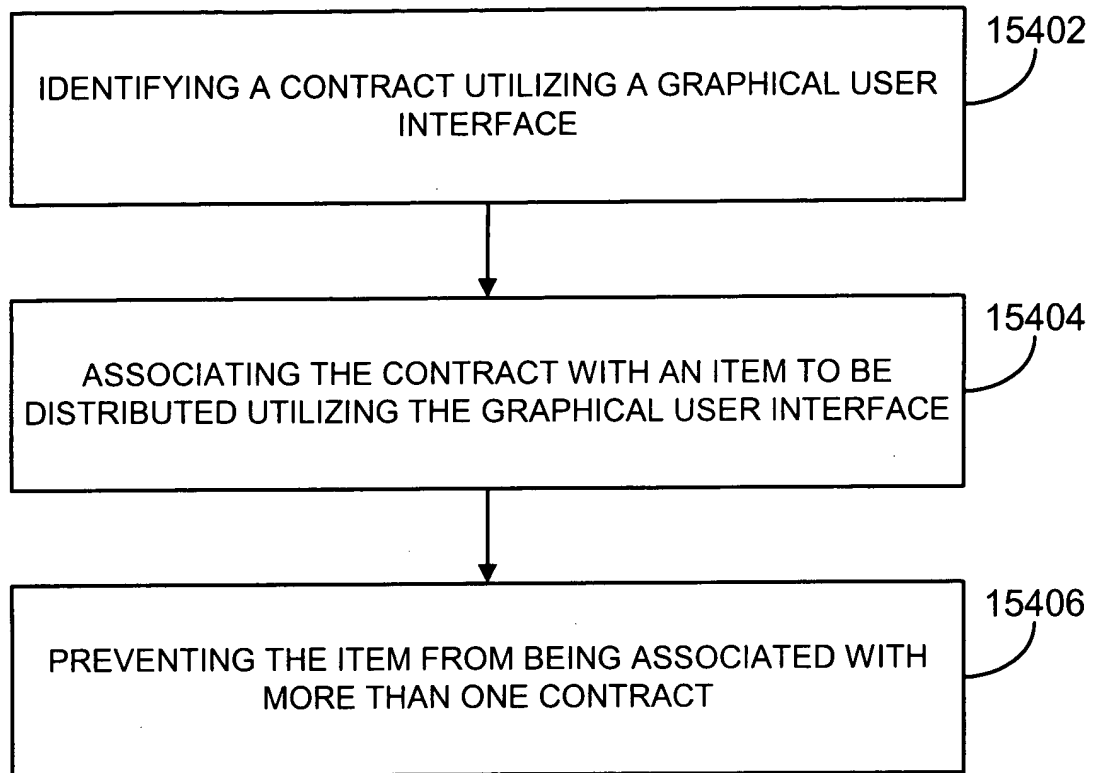 15402
IDENTIFYING A CONTRACT UTILIZING A GRAPHICAL USER
INTERFACE
15404
ASSOCIATING THE CONTRACT WITH AN ITEM TO BE
DISTRIBUTED UTILIZING THE GRAPHICAL USER INTERFACE
15406
PREVENTING THE ITEM FROM BEING ASSOCIATED WITH
MORE THAN ONE CONTRACT